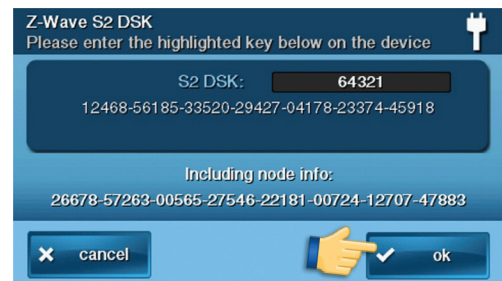 Z-Wave S2 DSK
Please enter the highlighted key below on the device
S2 DSK: 64321
12468-56185-33520-29427-04178-23374-45918
Including node info:
26678-57263-00565-27546-22181-00724-12707-47883
cancel
ok